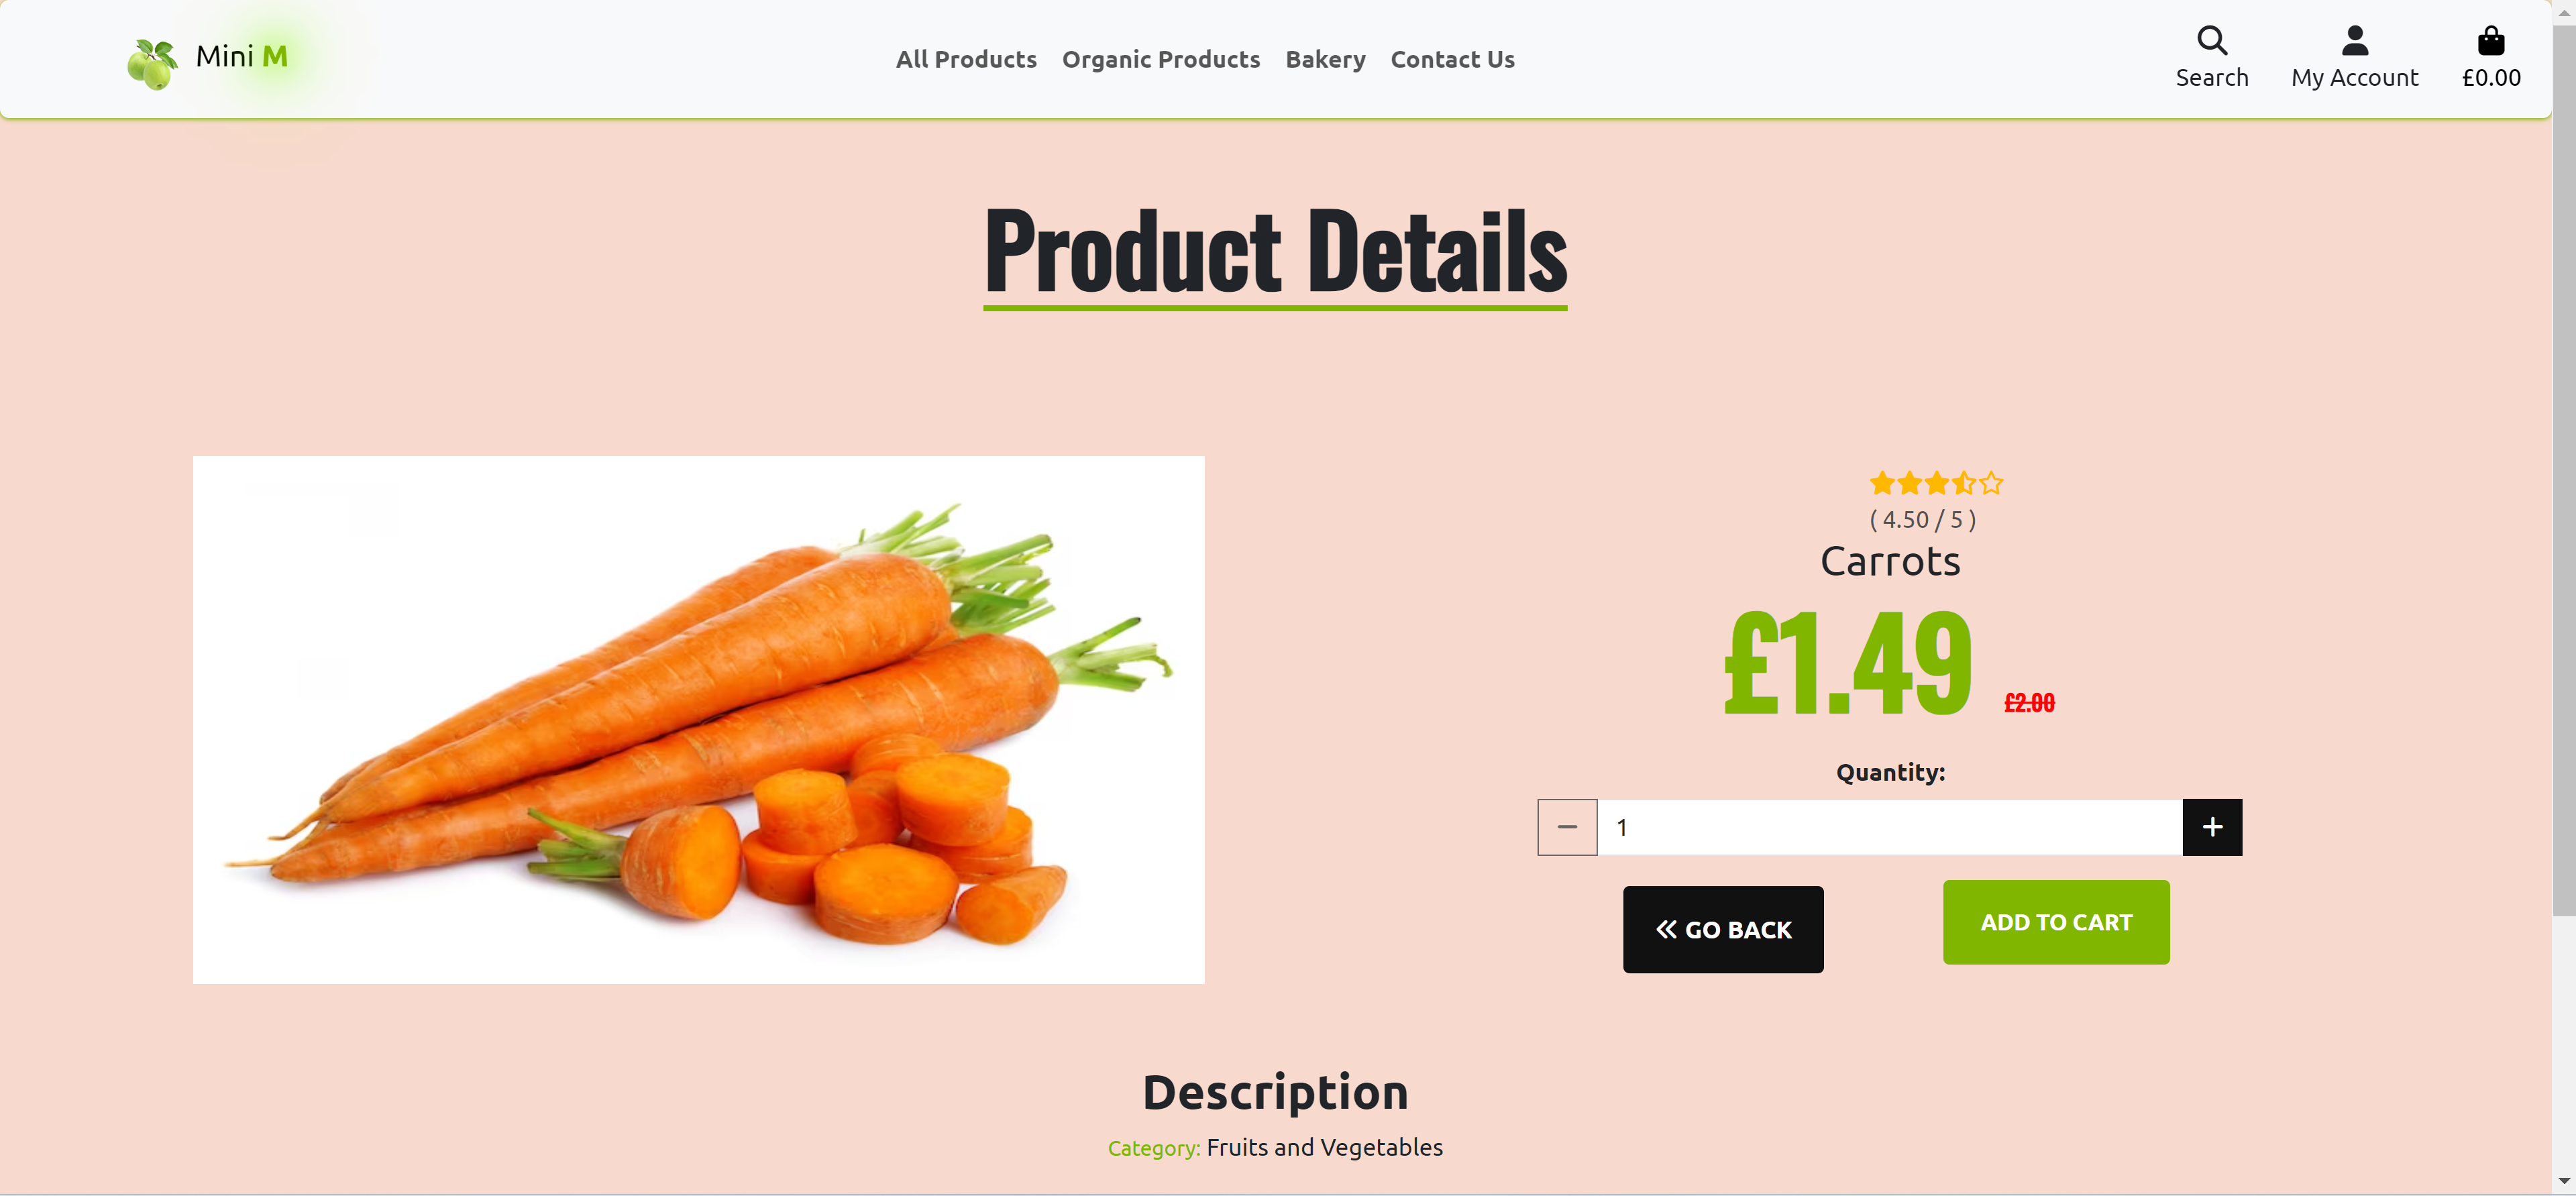 Mini M
All Products Organic Products Bakery Contact Us
Search My Account £0.00
Product Details
( 4.50 / 5 )
Carrots
£1.49 £2.00
Quantity:
1
GO BACK ADD TO CART
Description
Category: Fruits and Vegetables